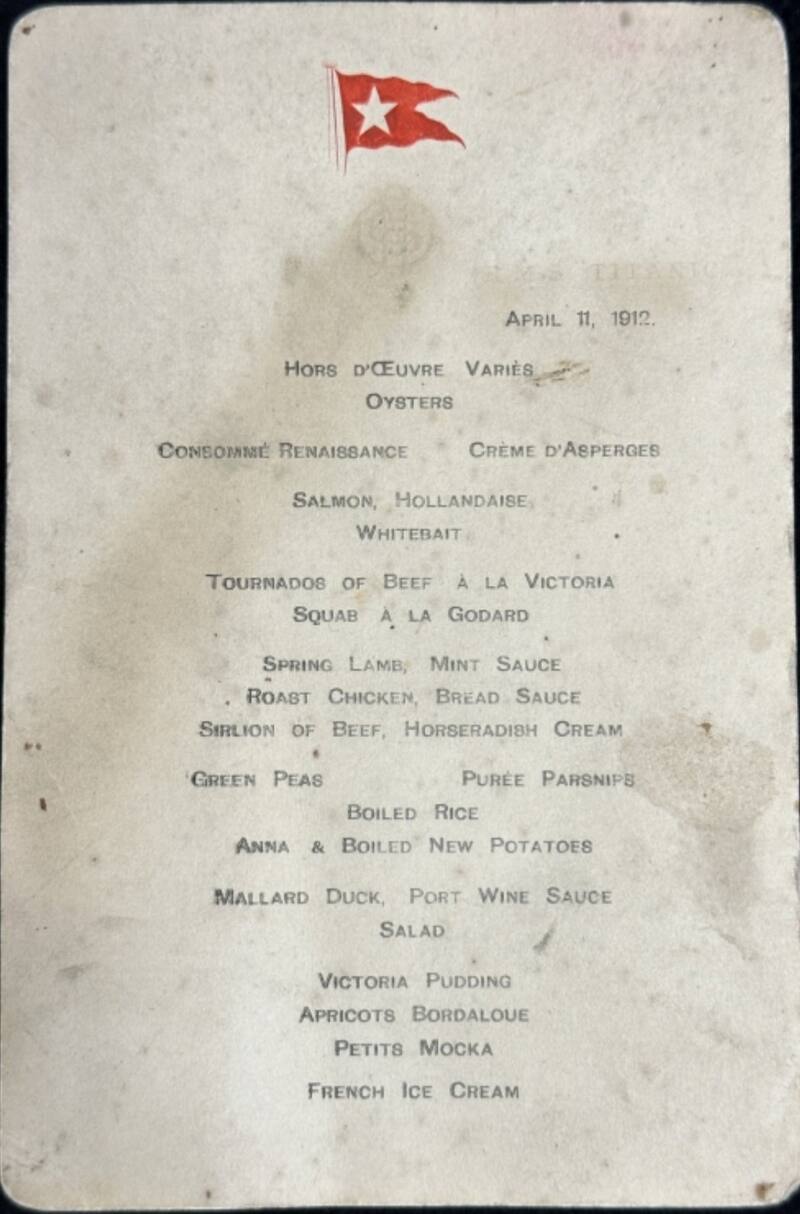 APRIL 11, 1912.
HORS D'ŒUVRE VARIÈS
OYSTERS
CONSOMMÉ RENAISSANCE CRÈME D'ASPERGES
SALMON, HOLLANDAISE
WHITEBAIT
TOURNADOS OF BEEF À LA VICTORIA
SQUAB À LA GODARD
SPRING LAMB, MINT SAUCE
ROAST CHICKEN, BREAD SAUCE
SIRLION OF BEEF, HORSERADISH CREAM
GREEN PEAS PURÉE PARSNIPS
BOILED RICE
ANNA & BOILED NEW POTATOES
MALLARD DUCK, PORT WINE SAUCE
SALAD
VICTORIA PUDDING
APRICOTS BORDALOUE
PETITS MOCKA
FRENCH ICE CREAM